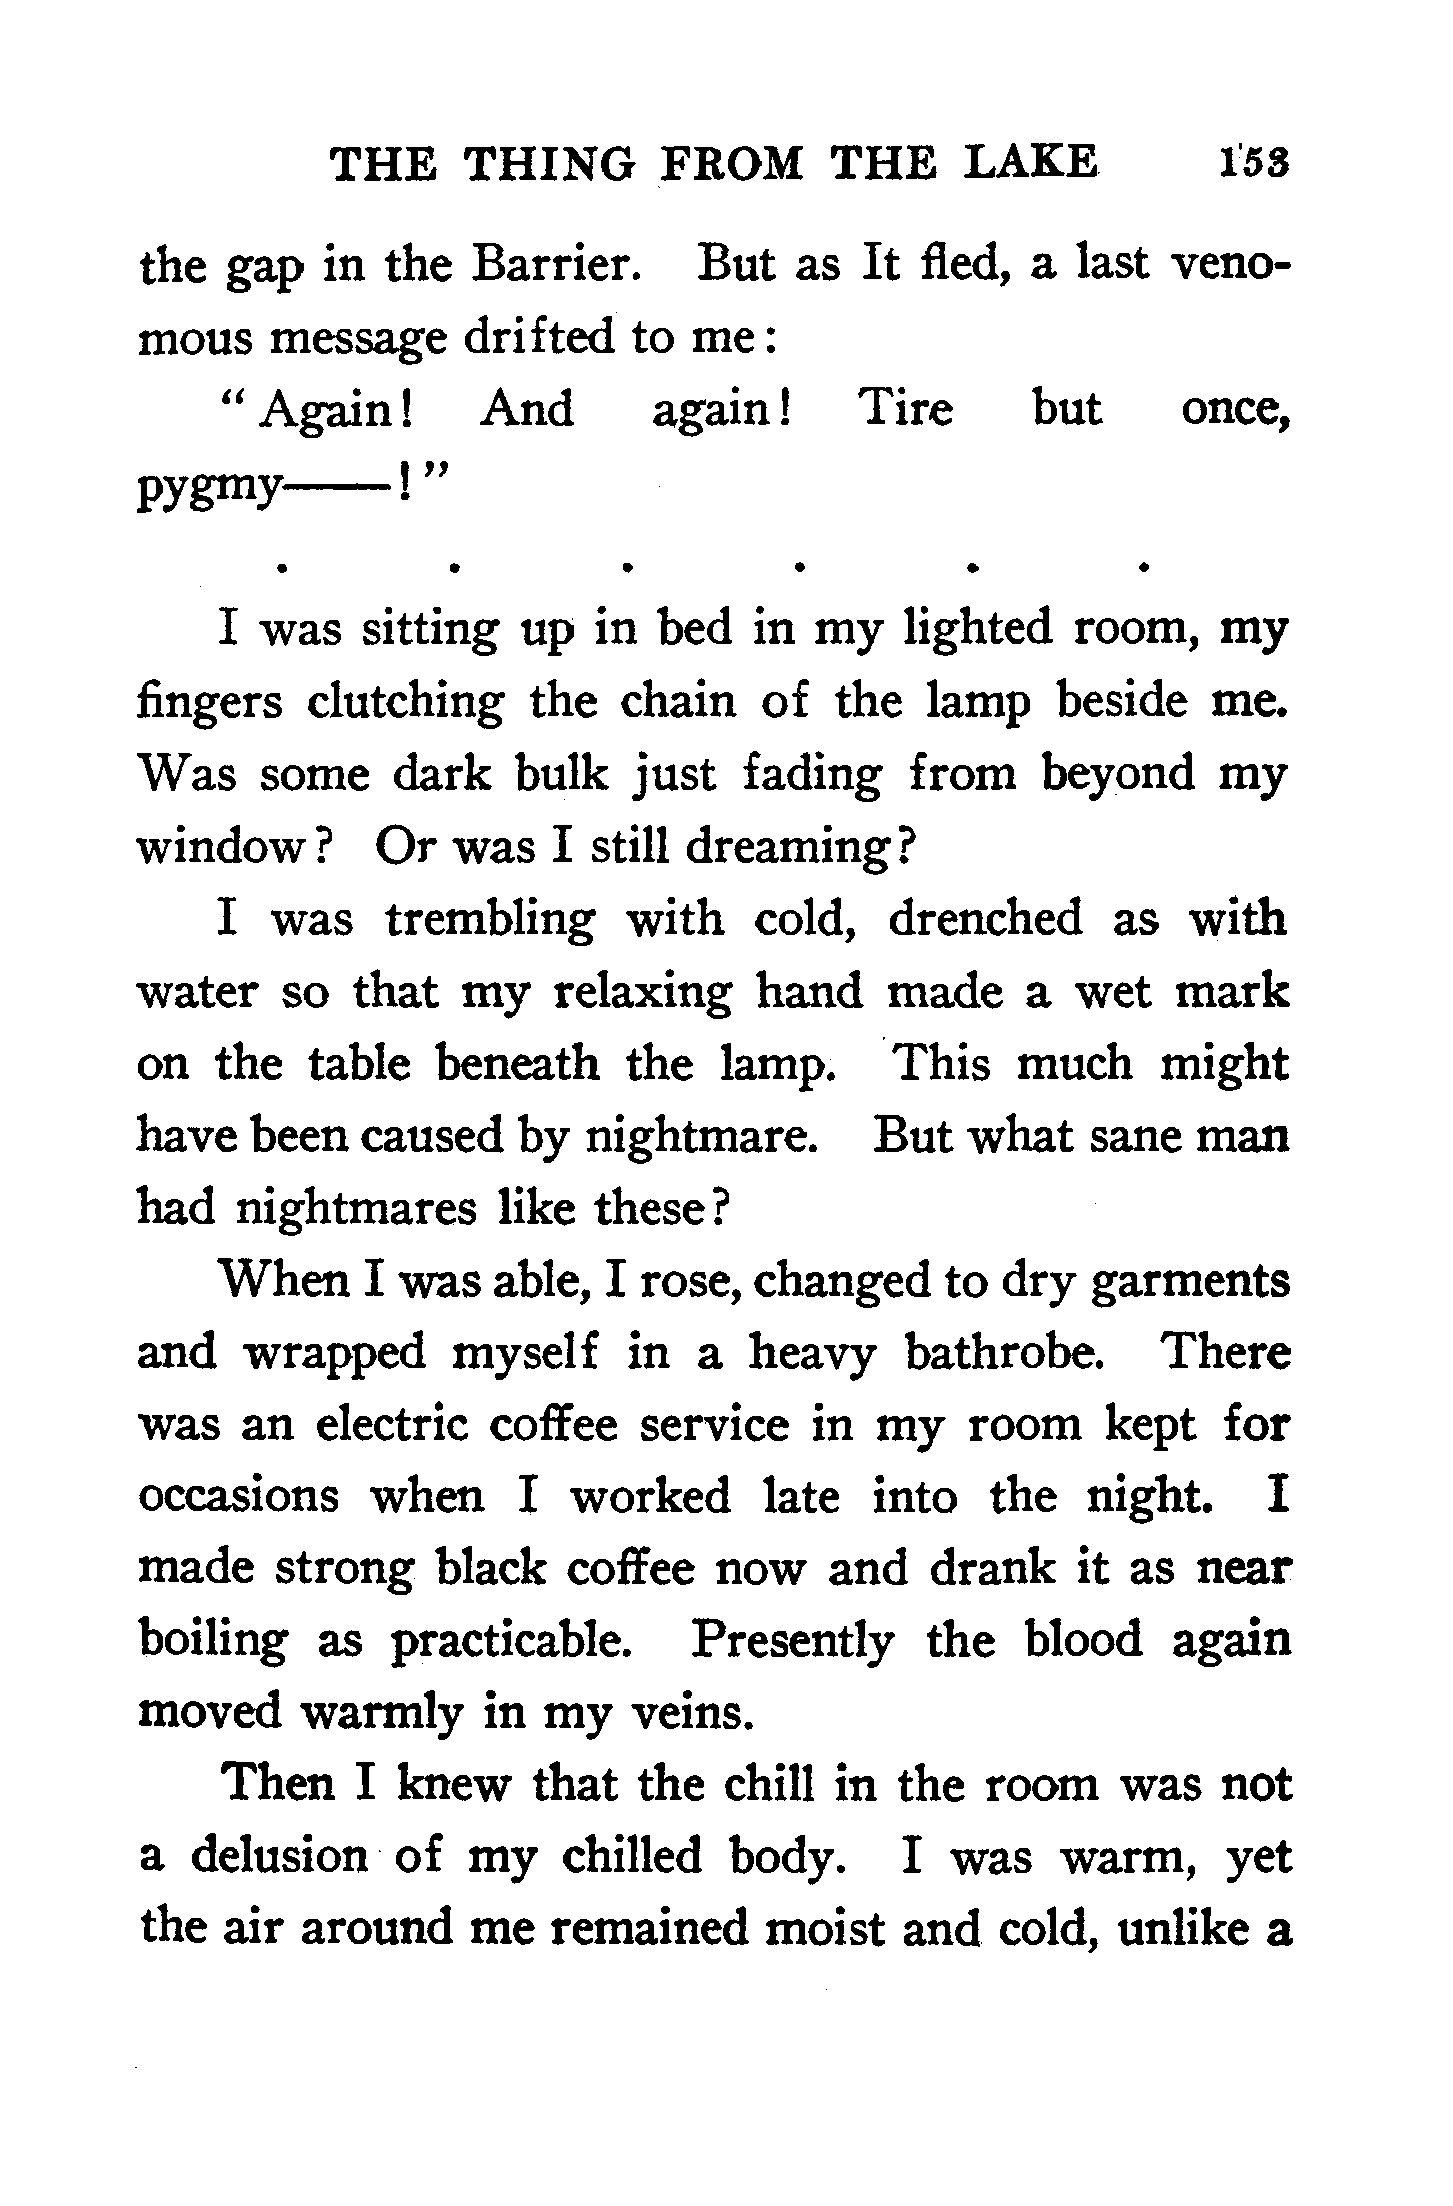 THE THING FROM THE LAKE 153
the gap in the Barrier. But as It fled, a last veno-
mous message drifted to me:
"Again! And again! Tire but once,
pygmy——!"
. . . . . .
I was sitting up in bed in my lighted room, my
fingers clutching the chain of the lamp beside me.
Was some dark bulk just fading from beyond my
window? Or was I still dreaming?
I was trembling with cold, drenched as with
water so that my relaxing hand made a wet mark
on the table beneath the lamp. This much might
have been caused by nightmare. But what sane man
had nightmares like these?
When I was able, I rose, changed to dry garments
and wrapped myself in a heavy bathrobe. There
was an electric coffee service in my room kept for
occasions when I worked late into the night. I
made strong black coffee now and drank it as near
boiling as practicable. Presently the blood again
moved warmly in my veins.
Then I knew that the chill in the room was not
a delusion of my chilled body. I was warm, yet
the air around me remained moist and cold, unlike a